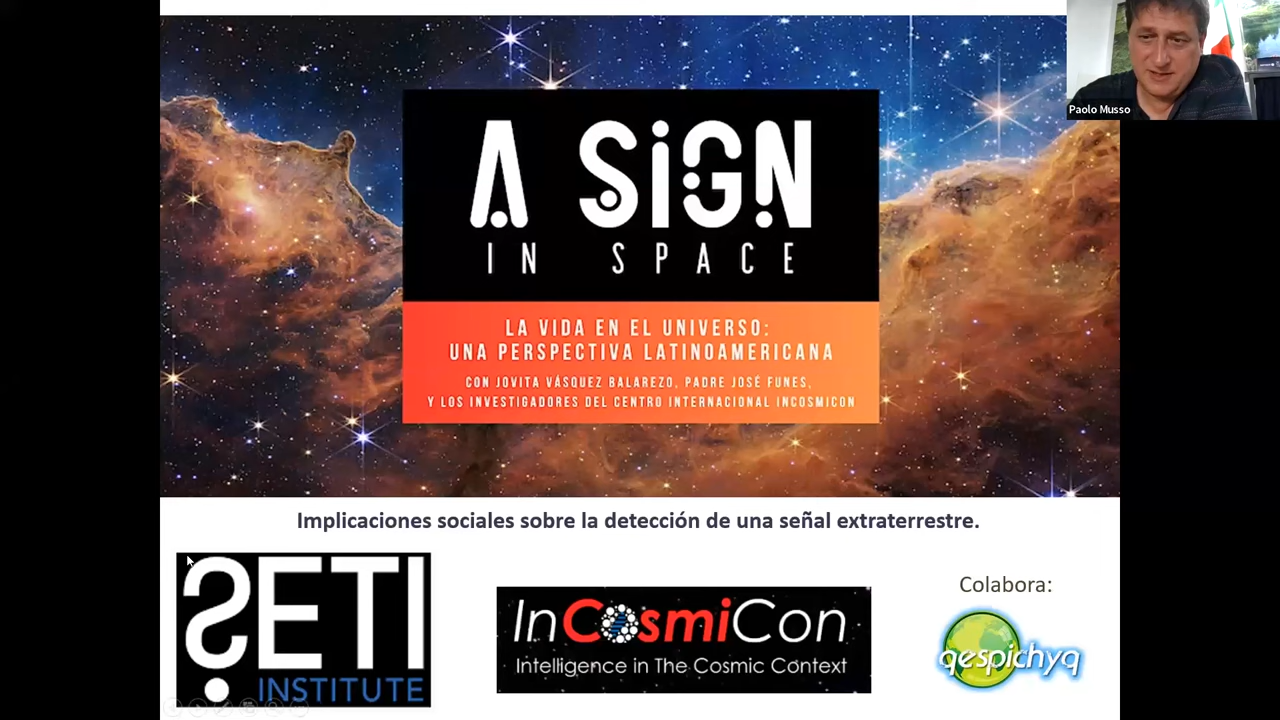 Paolo Musso
A SiGN
IN SPACE
LA VIDA EN EL UNIVERSO:
UNA PERSPECTIVA LATINOAMERICANA
CON JOVITA VÁSQUEZ BALAREZO, PADRE JOSÉ FUNES,
Y LOS INVESTIGADORES DEL CENTRO INTERNACIONAL INCOSMICON
Implicaciones sociales sobre la detección de una señal extraterrestre.
SETI
INSTITUTE
InCosmiCon
Intelligence in The Cosmic Context
Colabora:
qespichyq